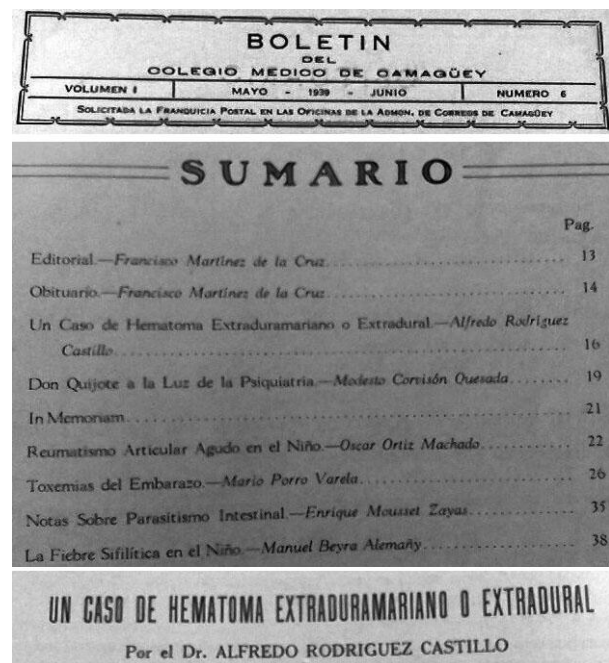 BOLETIN
DEL
COLEGIO MEDICO DE CAMAGÜEY
VOLUMEN I MAYO - 1939 - JUNIO NUMERO 6
SOLICITADA LA FRANQUICIA POSTAL EN LAS OFICINAS DE LA ADMON. DE CORREOS DE CAMAGÜEY
SUMARIO
Pag.
Editorial.—Francisco Martínez de la Cruz 13
Obituario.—Francisco Martínez de la Cruz 14
Un Caso de Hematoma Extraduramariano o Extradural.—Alfredo Rodríguez
Castillo 16
Don Quijote a la Luz de la Psiquiatria.—Modesto Corvisón Quesada 19
In Memoriam 21
Reumatismo Articular Agudo en el Niño.—Oscar Ortiz Machado 22
Toxemias del Embarazo.—Mario Porro Varela 26
Notas Sobre Parasitismo Intestinal.—Enrique Mousset Zayas 35
La Fiebre Sifilítica en el Niño.—Manuel Beyra Alemañy 38
UN CASO DE HEMATOMA EXTRADURAMARIANO O EXTRADURAL
Por el Dr. ALFREDO RODRIGUEZ CASTILLO